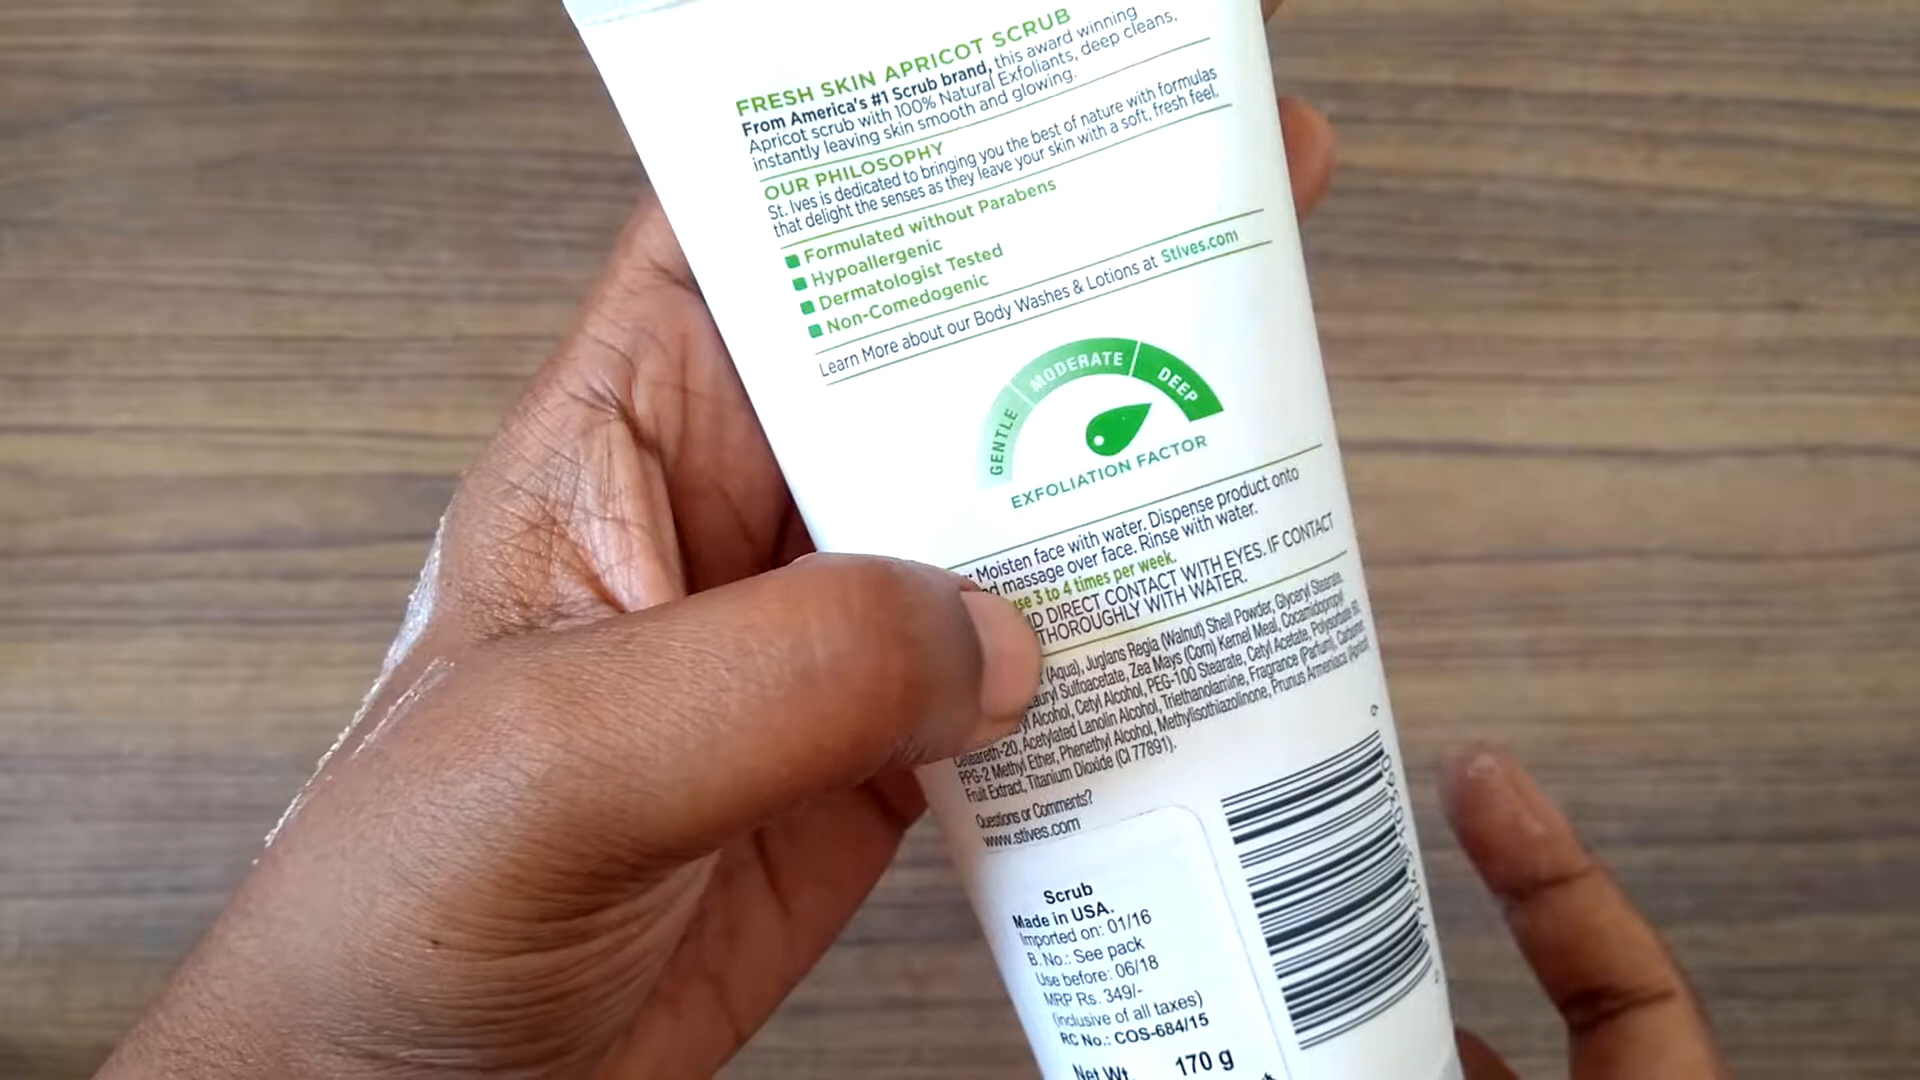 FRESH SKIN APRICOT SCRUB
From America's #1 Scrub brand, this award winning
Apricot scrub with 100% Natural Exfoliants, deep cleans,
instantly leaving skin smooth and glowing.
OUR PHILOSOPHY
St. Ives is dedicated to bringing you the best of nature with formulas
that delight the senses as they leave your skin with a soft, fresh feel.
Formulated without Parabens
Hypoallergenic
Dermatologist Tested
Non-Comedogenic
Learn More about our Body Washes & Lotions at StIves.com
GENTLE MODERATE DEEP
EXFOLIATION FACTOR
Moisten face with water. Dispense product onto
massage over face. Rinse with water.
3 to 4 times per week.
DIRECT CONTACT WITH EYES. IF CONTACT
THOROUGHLY WITH WATER.
(Aqua), Juglans Regia (Walnut) Shell Powder, Glyceryl Stearate,
Sulfoacetate, Zea Mays (Corn) Kernel Meal, Cocamidopropyl
Alcohol, Cetyl Alcohol, PEG-100 Stearate, Cetyl Acetate, Polysorbate
Ceteareth-20, Acetylated Lanolin Alcohol, Triethanolamine, Fragrance (Parfum),
PPG-2 Methyl Ether, Phenethyl Alcohol, Methylisothiazolinone, Prunus Armeniaca (Apricot)
Fruit Extract, Titanium Dioxide (CI 77891).
Questions or Comments?
www.stives.com
Scrub
Made in USA.
Imported on: 01/16
B. No.: See pack
Use before: 06/18
MRP Rs. 349/-
(inclusive of all taxes)
RC No.: COS-684/15
Net Wt. 170 g